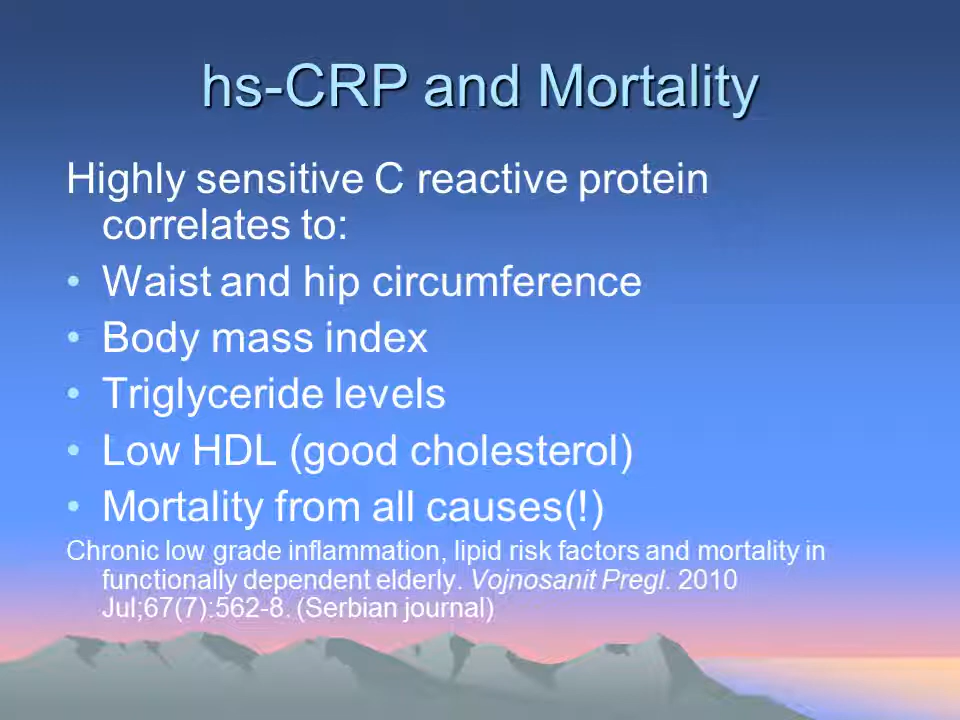 hs-CRP and Mortality
Highly sensitive C reactive protein
correlates to:
• Waist and hip circumference
• Body mass index
• Triglyceride levels
• Low HDL (good cholesterol)
• Mortality from all causes(!)
Chronic low grade inflammation, lipid risk factors and mortality in
functionally dependent elderly. Vojnosanit Pregl. 2010
Jul;67(7):562-8. (Serbian journal)